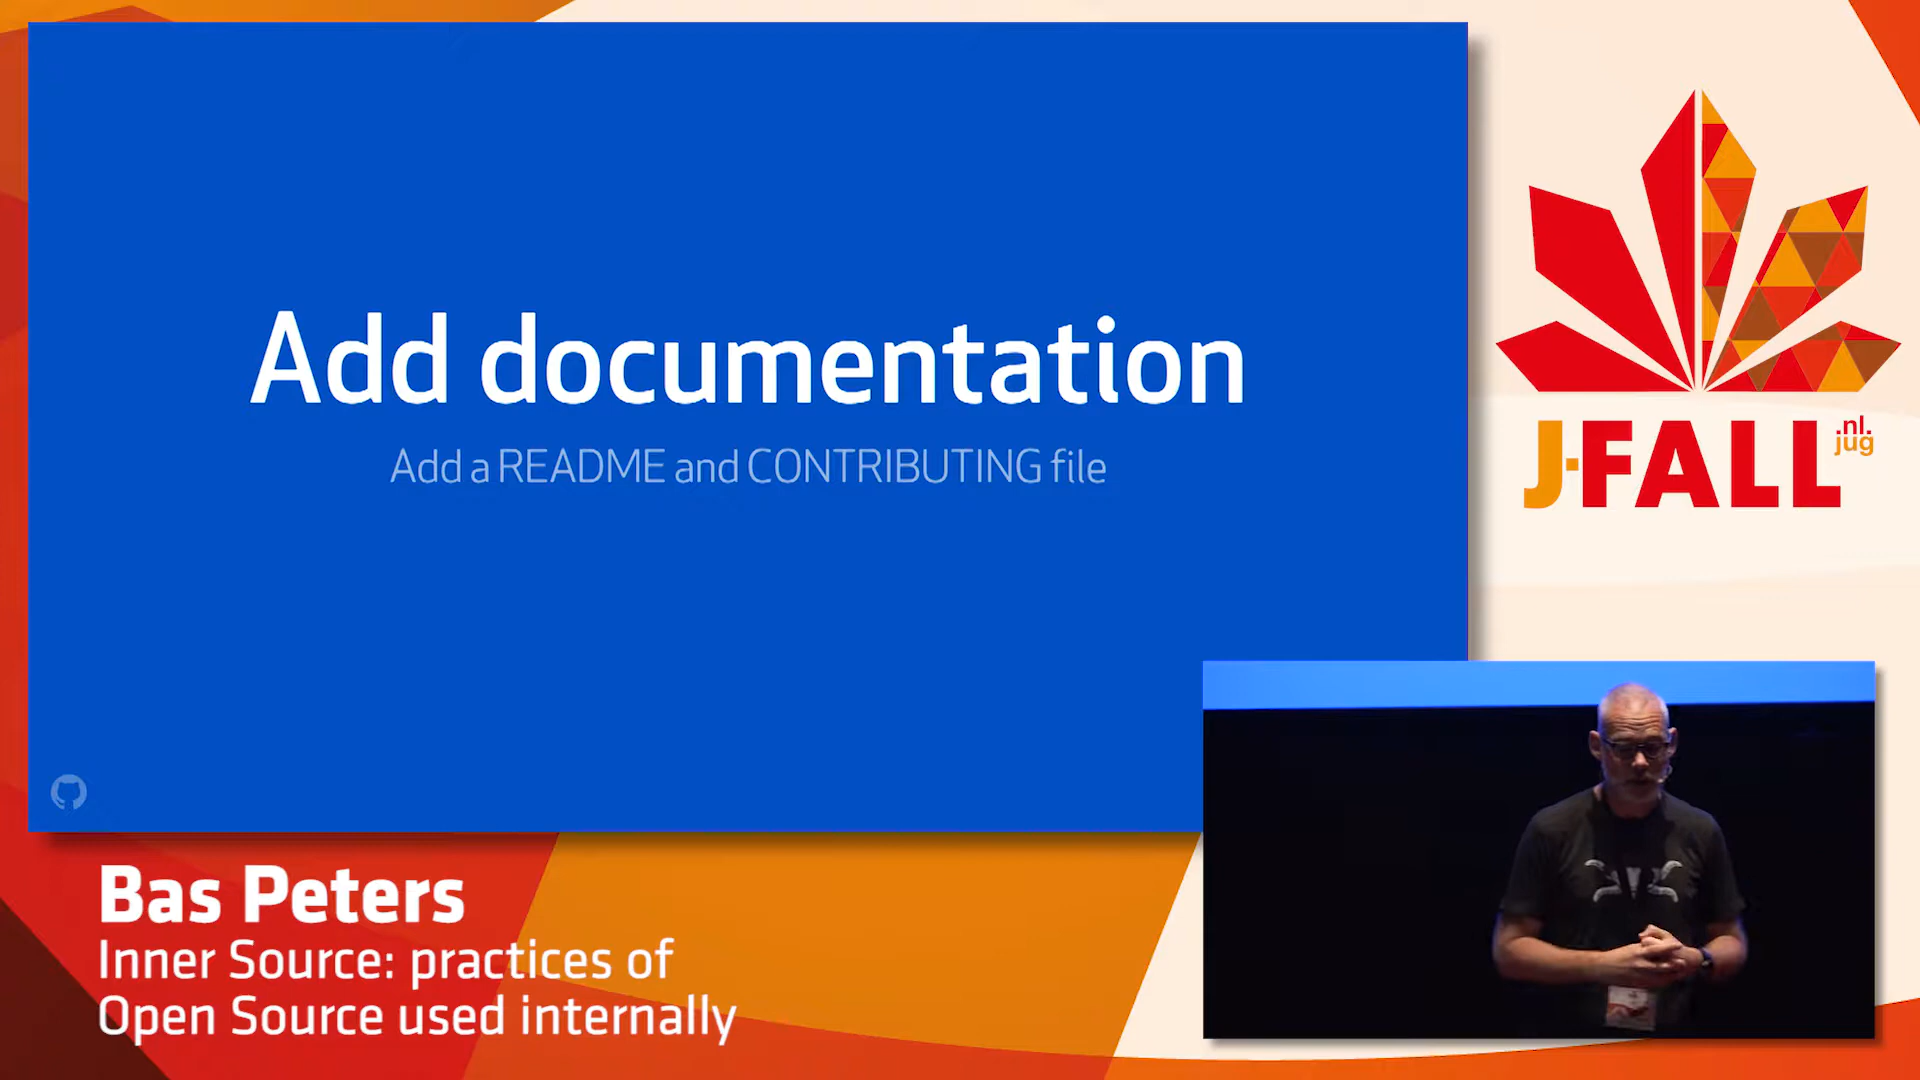 Add documentation
Add a README and CONTRIBUTING file
J-FALL
.nl.
jug
Bas Peters
Inner Source: practices of
Open Source used internally